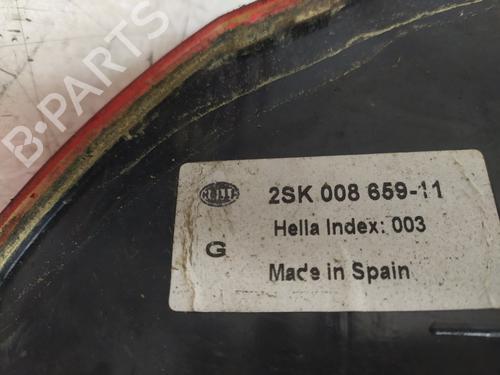 B-PARTS
HELLA
2SK 008 659-11
Hella Index: 003
G
Made in Spain